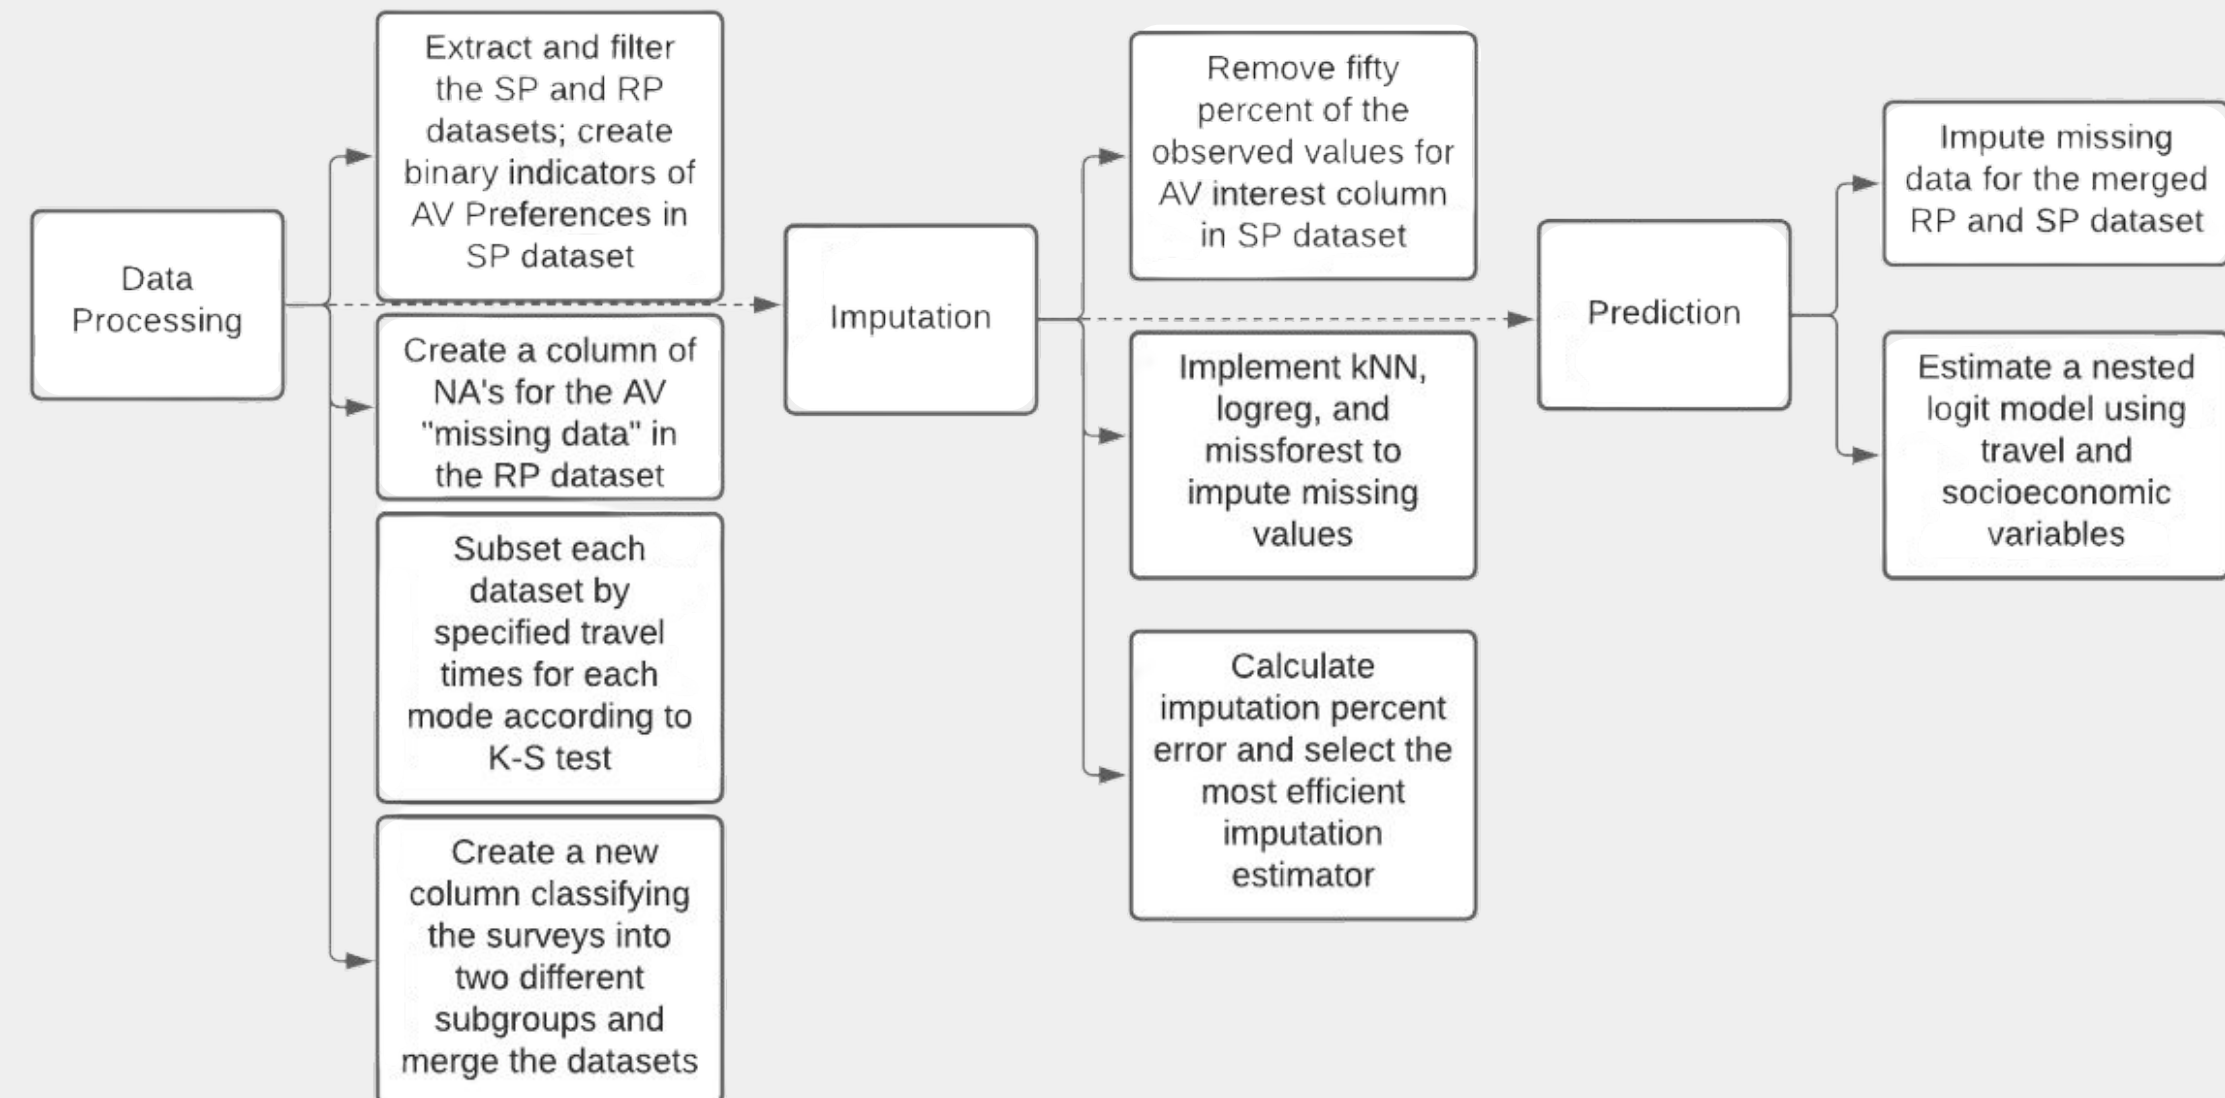 Data
Processing
Extract and filter
the SP and RP
datasets; create
binary indicators of
AV Preferences in
SP dataset
Create a column of
NA's for the AV
"missing data" in
the RP dataset
Subset each
dataset by
specified travel
times for each
mode according to
K-S test
Create a new
column classifying
the surveys into
two different
subgroups and
merge the datasets
Imputation
Remove fifty
percent of the
observed values for
AV interest column
in SP dataset
Implement kNN,
logreg, and
missforest to
impute missing
values
Calculate
imputation percent
error and select the
most efficient
imputation
estimator
Prediction
Impute missing
data for the merged
RP and SP dataset
Estimate a nested
logit model using
travel and
socioeconomic
variables